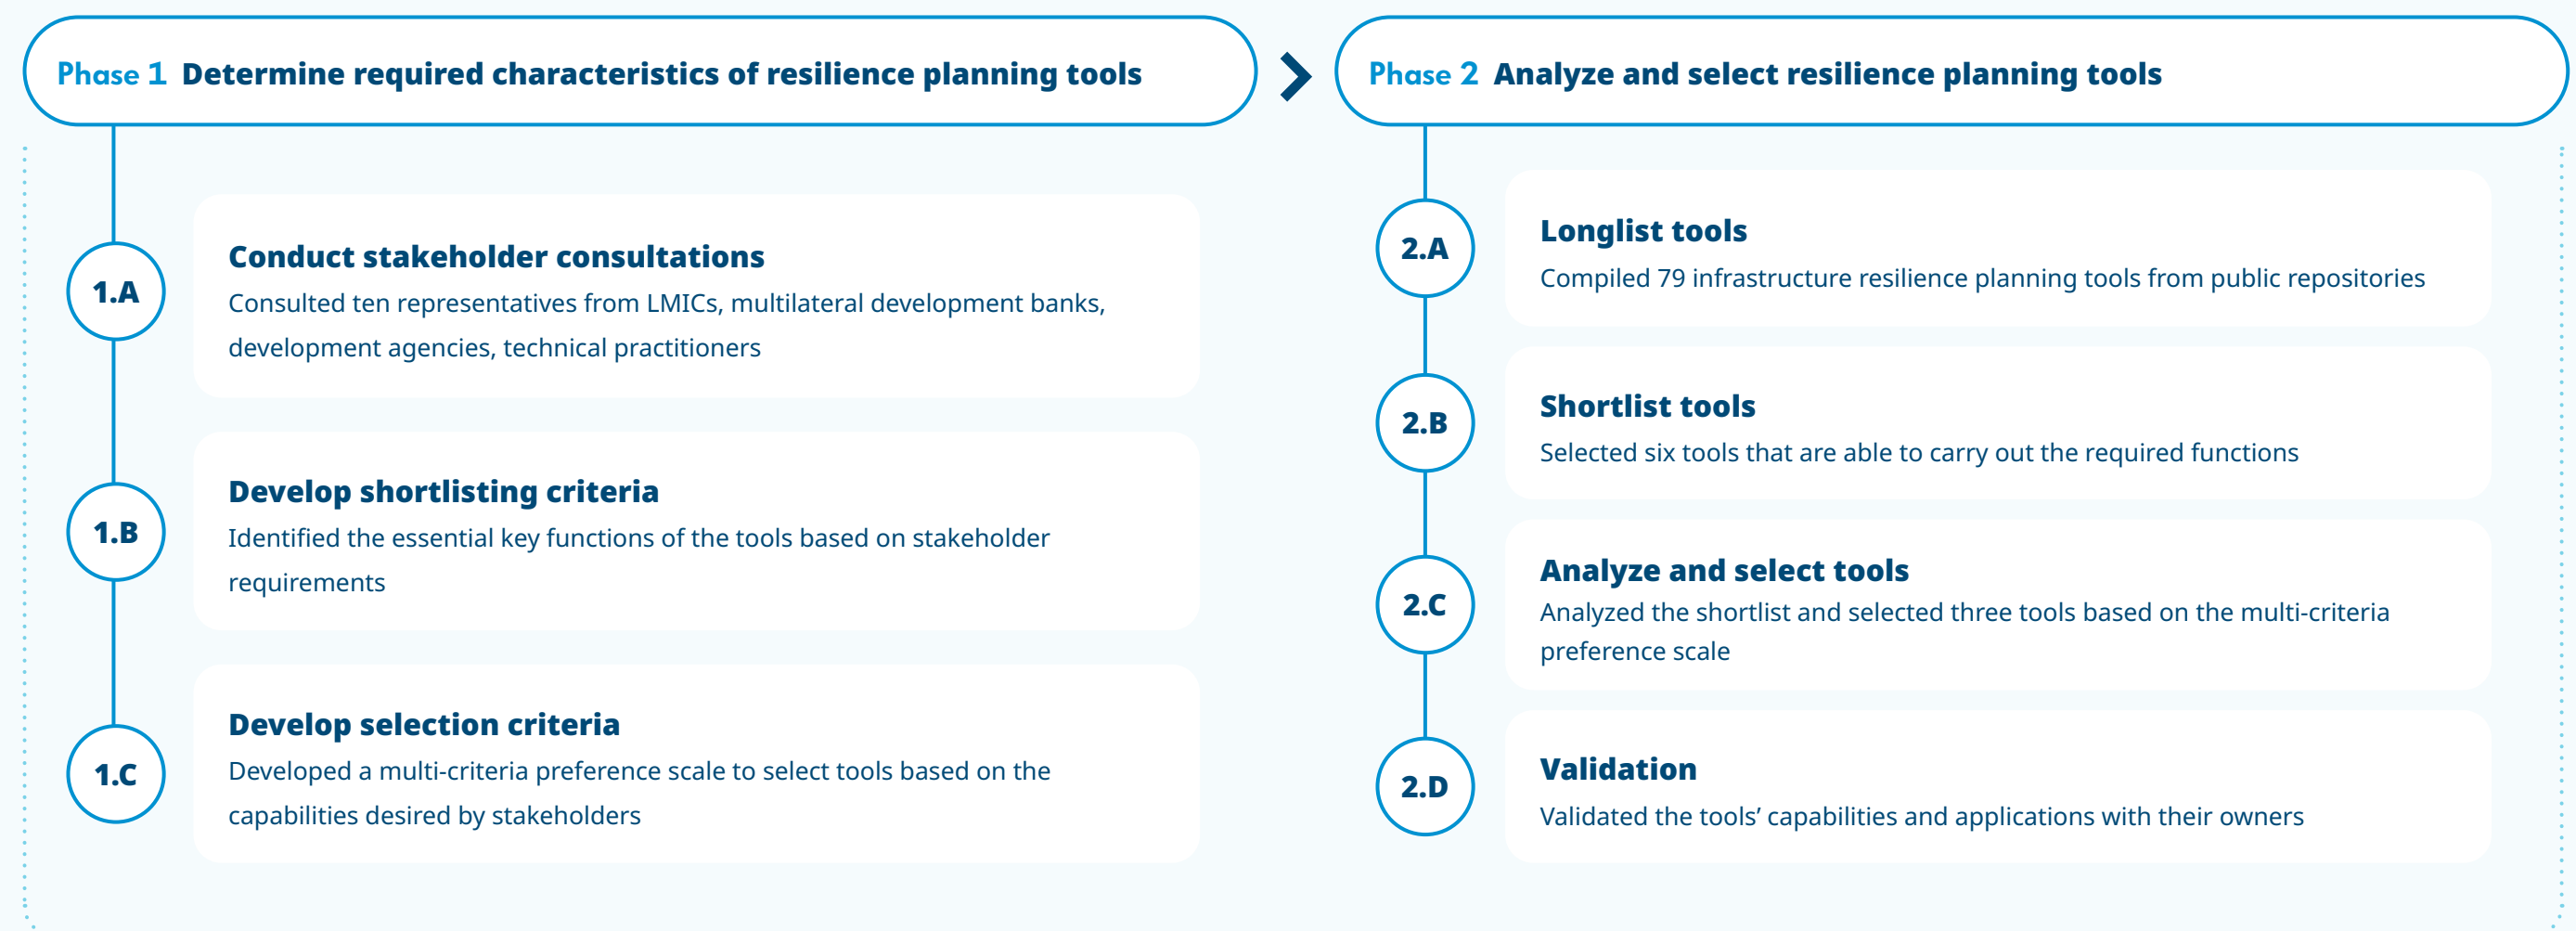 Phase 1 Determine required characteristics of resilience planning tools
1.A
Conduct stakeholder consultations
Consulted ten representatives from LMICs, multilateral development banks,
development agencies, technical practitioners
1.B
Develop shortlisting criteria
Identified the essential key functions of the tools based on stakeholder
requirements
1.C
Develop selection criteria
Developed a multi-criteria preference scale to select tools based on the
capabilities desired by stakeholders
Phase 2 Analyze and select resilience planning tools
2.A
Longlist tools
Compiled 79 infrastructure resilience planning tools from public repositories
2.B
Shortlist tools
Selected six tools that are able to carry out the required functions
2.C
Analyze and select tools
Analyzed the shortlist and selected three tools based on the multi-criteria
preference scale
2.D
Validation
Validated the tools’ capabilities and applications with their owners